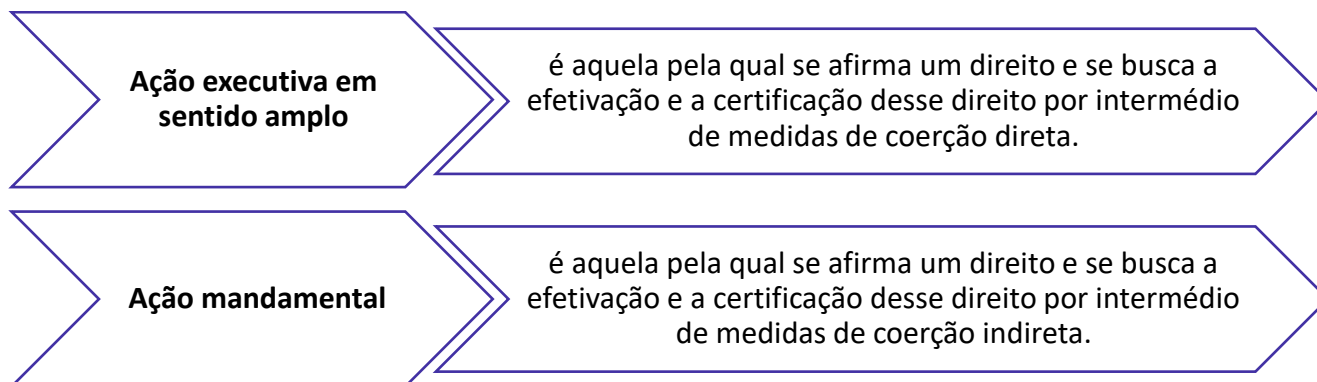 Ação executiva em
sentido amplo
é aquela pela qual se afirma um direito e se busca a
efetivação e a certificação desse direito por intermédio
de medidas de coerção direta.
Ação mandamental
é aquela pela qual se afirma um direito e se busca a
efetivação e a certificação desse direito por intermédio
de medidas de coerção indireta.